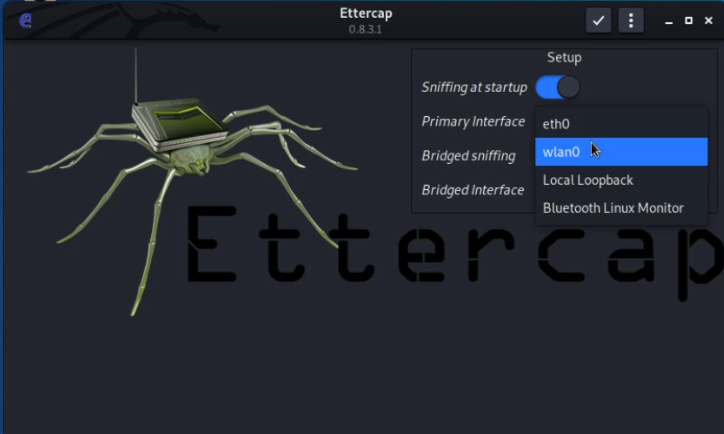 Ettercap
0.8.3.1
Setup
Sniffing at startup
Primary Interface
eth0
wlan0
Bridged sniffing
Local Loopback
Bridged Interface
Bluetooth Linux Monitor
Ettercap